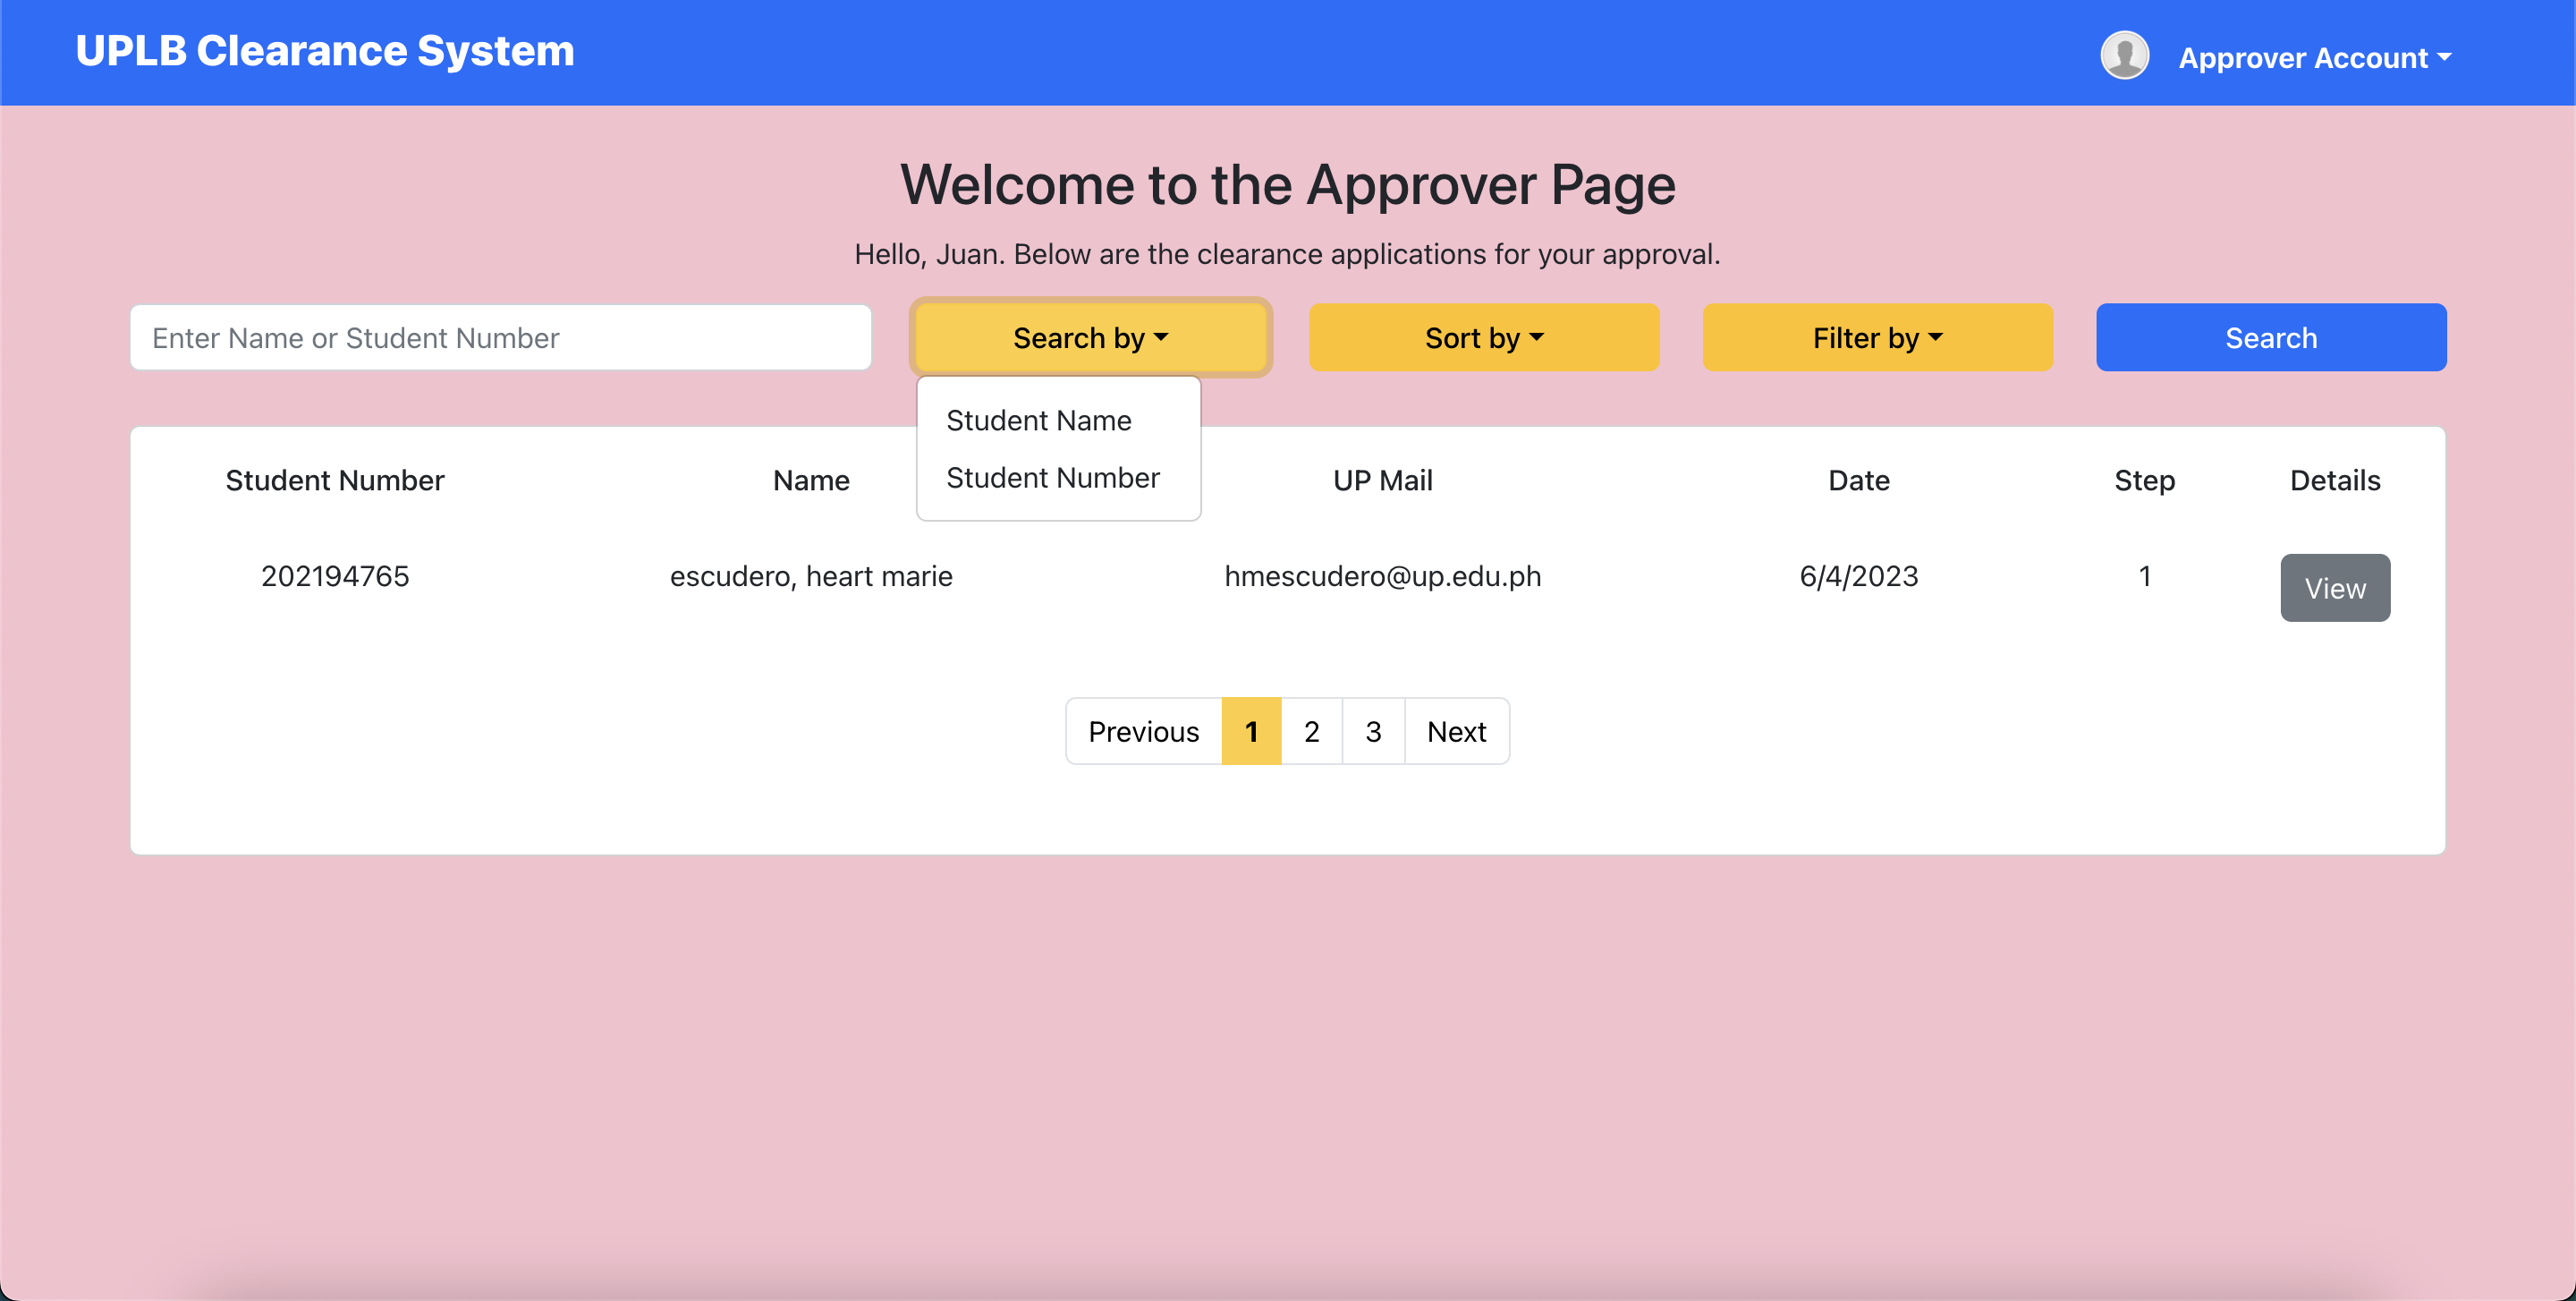 UPLB Clearance System
Approver Account
Welcome to the Approver Page
Hello, Juan. Below are the clearance applications for your approval.
Enter Name or Student Number
Search by
Sort by
Filter by
Search
Student Name
Student Number
Student Number
Name
UP Mail
Date
Step
Details
202194765
escudero, heart marie
hmescudero@up.edu.ph
6/4/2023
1
View
Previous
1
2
3
Next